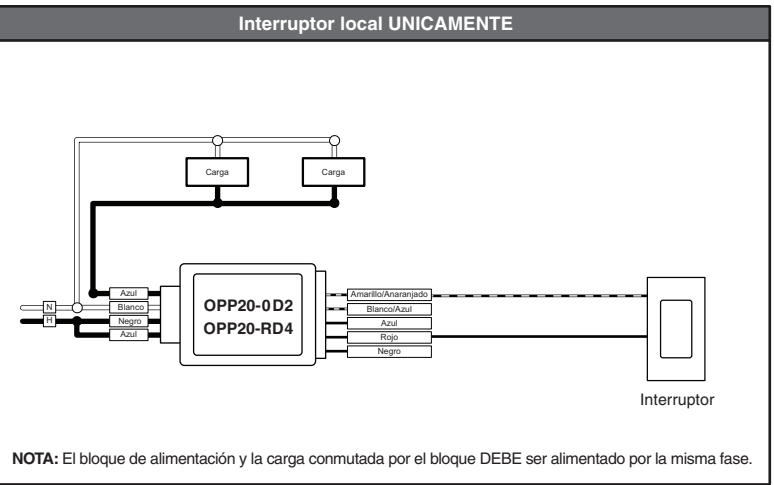 Interruptor local UNICAMENTE
Carga
Carga
Azul
N
Blanco
H
Negro
Azul
OPP20-0D2
OPP20-RD4
Amarillo/Anaranjado
Blanco/Azul
Azul
Rojo
Negro
Interruptor
NOTA: El bloque de alimentación y la carga conmutada por el bloque DEBE ser alimentado por la misma fase.